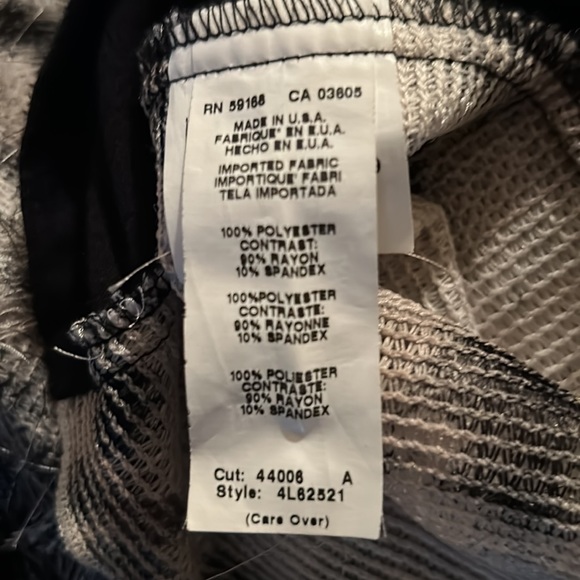 RN 59168 CA 03605
MADE IN U.S.A.
FABRIQUE' EN E.U.A.
HECHO EN E.U.A.
IMPORTED FABRIC
IMPORTIQUE' FABRI
TELA IMPORTADA
100% POLYESTER
CONTRAST:
90% RAYON
10% SPANDEX
100%POLYESTER
CONTRASTE:
90% RAYONNE
10% SPANDEX
100% POLIESTER
CONTRASTE:
90% RAYON
10% SPANDEX
Cut: 44006 A
Style: 4L62521
(Care Over)